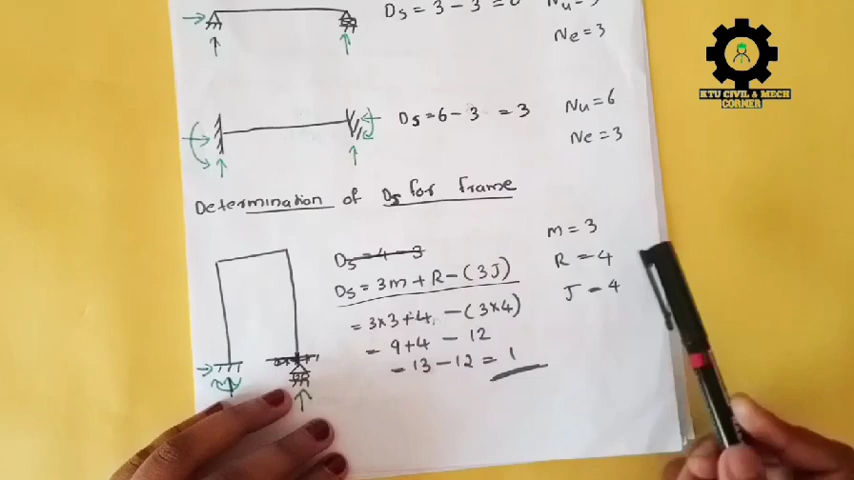 Ds = 3 - 3 = 0
Ne = 3
KTU CIVIL & MECH
CORNER
Ds = 6 - 3 = 3
Nu = 6
Ne = 3
Determination of Ds for Frame
Ds = 4 - 3
m = 3
Ds = 3m + R - (3J)
R = 4
= 3x3 + 4 - (3x4)
J = 4
= 9+4 - 12
= 13 - 12 = 1